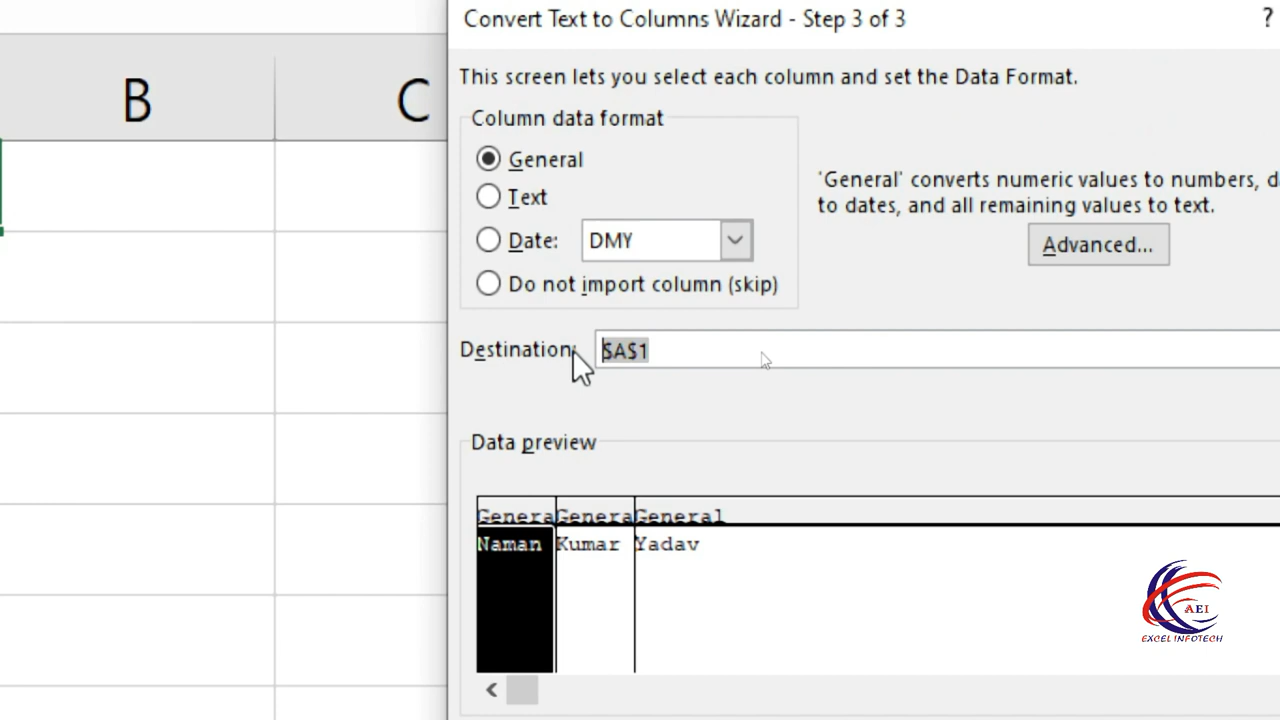 Convert Text to Columns Wizard - Step 3 of 3
?
B
C
This screen lets you select each column and set the Data Format.
Column data format
General
Text
Date:
DMY
Do not import column (skip)
'General' converts numeric values to numbers,
to dates, and all remaining values to text.
Advanced...
Destination:
$A$1
Data preview
Genera
Genera
General
Naman
Kumar
Yadav
AEI
EXCEL INFOTECH